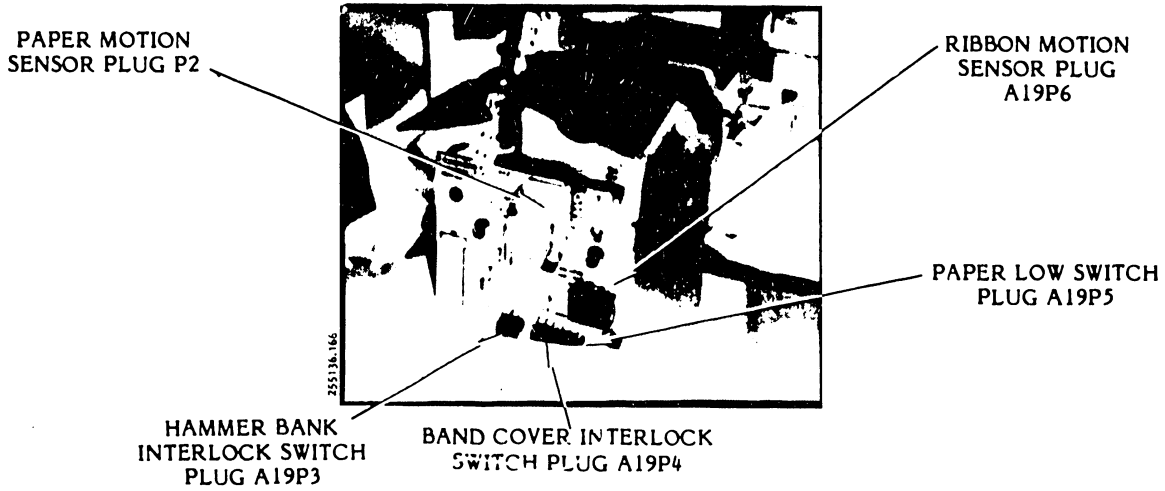 PAPER MOTION
SENSOR PLUG P2
RIBBON MOTION
SENSOR PLUG
A19P6
PAPER LOW SWITCH
PLUG A19P5
255136.166
HAMMER BANK
INTERLOCK SWITCH
PLUG A19P3
BAND COVER INTERLOCK
SWITCH PLUG A19P4